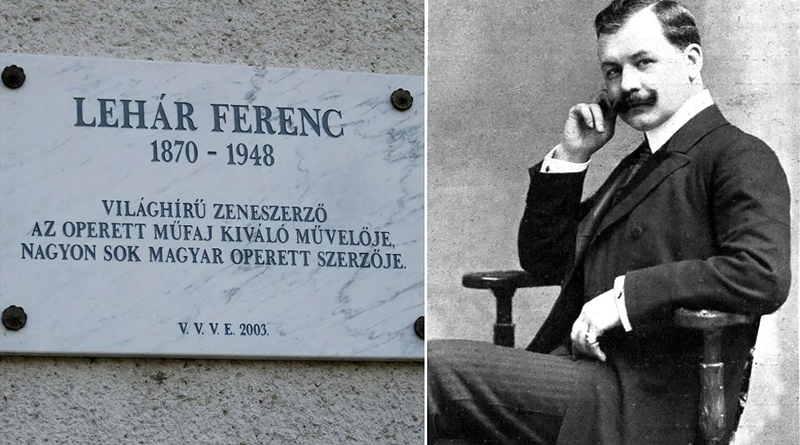 LEHÁR FERENC
1870 - 1948
VILÁGHÍRŰ ZENESZERZŐ
AZ OPERETT MŰFAJ KIVÁLÓ MŰVELŐJE,
NAGYON SOK MAGYAR OPERETT SZERZŐJE.
V. V. V. E. 2003.